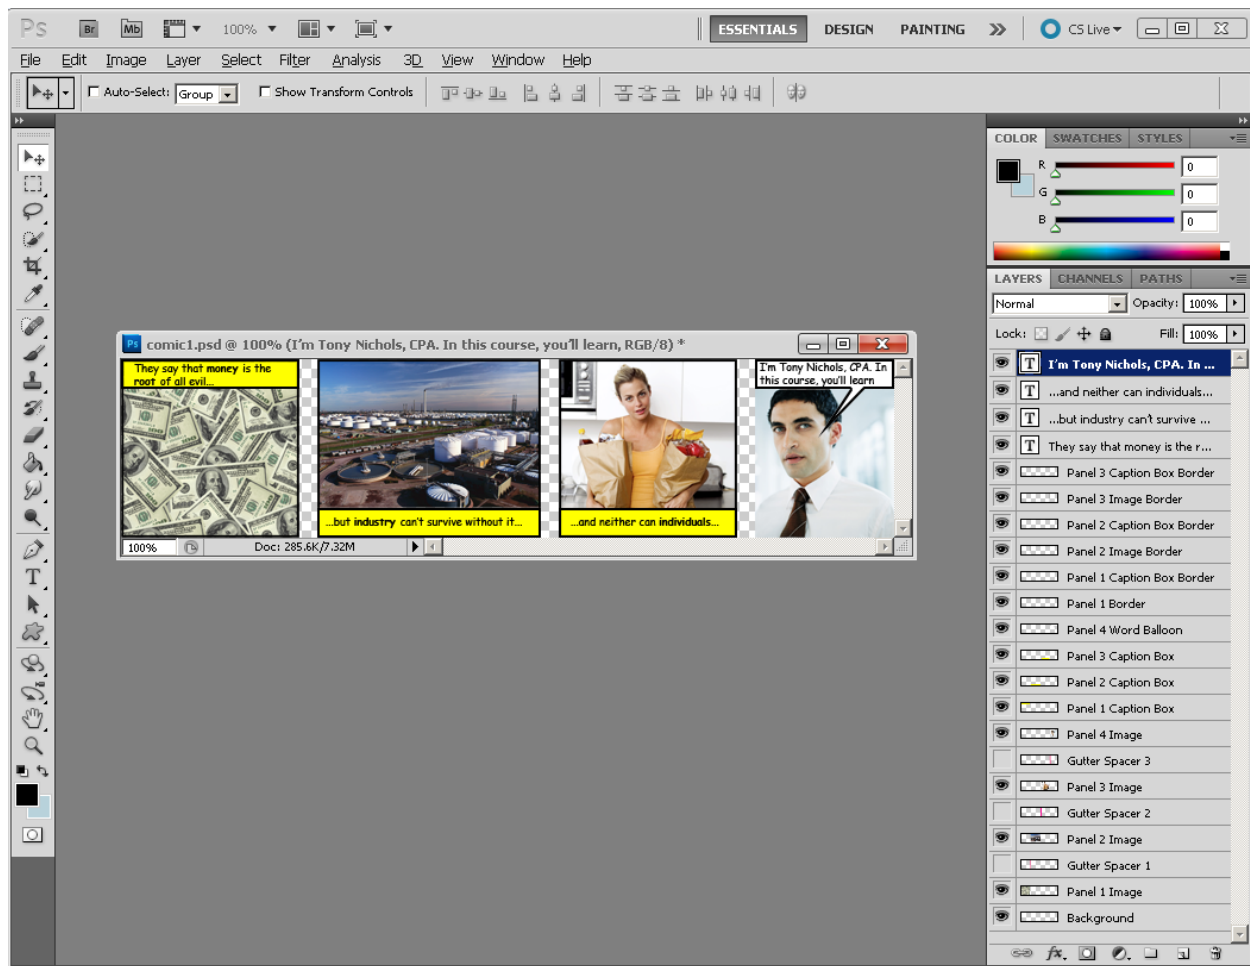 Ps Br Mb 100% ESSENTIALS DESIGN PAINTING CS Live
File Edit Image Layer Select Filter Analysis 3D View Window Help
Auto-Select: Group Show Transform Controls
COLOR SWATCHES STYLES
R 0
G 0
B 0
LAYERS CHANNELS PATHS
Normal Opacity: 100%
Lock: Fill: 100%
T I'm Tony Nichols, CPA. In ...
T ...and neither can individuals...
T ...but industry can't survive ...
T They say that money is the r...
Panel 3 Caption Box Border
Panel 3 Image Border
Panel 2 Caption Box Border
Panel 2 Image Border
Panel 1 Caption Box Border
Panel 1 Border
Panel 4 Word Balloon
Panel 3 Caption Box
Panel 2 Caption Box
Panel 1 Caption Box
Panel 4 Image
Gutter Spacer 3
Panel 3 Image
Gutter Spacer 2
Panel 2 Image
Gutter Spacer 1
Panel 1 Image
Background
fx
T
Ps comic1.psd @ 100% (I'm Tony Nichols, CPA. In this course, you'll learn, RGB/8) *
They say that money is the
root of all evil...
...but industry can't survive without it...
...and neither can individuals...
I'm Tony Nichols, CPA. In
this course, you'll learn
100% Doc: 285.6K/7.32M